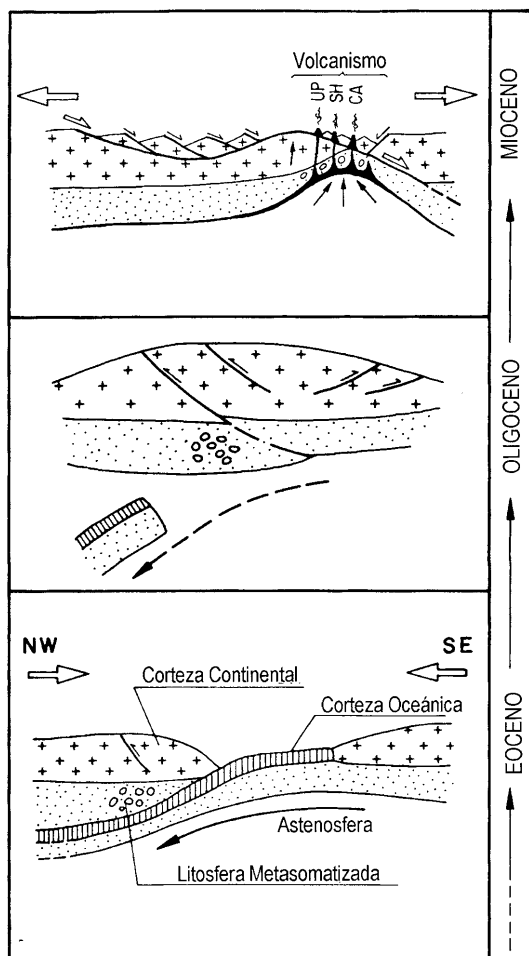 Volcanismo
UP
SH
CA
MIOCENO
OLIGOCENO
NW
SE
Corteza Continental
Corteza Oceánica
Astenosfera
Litosfera Metasomatizada
EOCENO